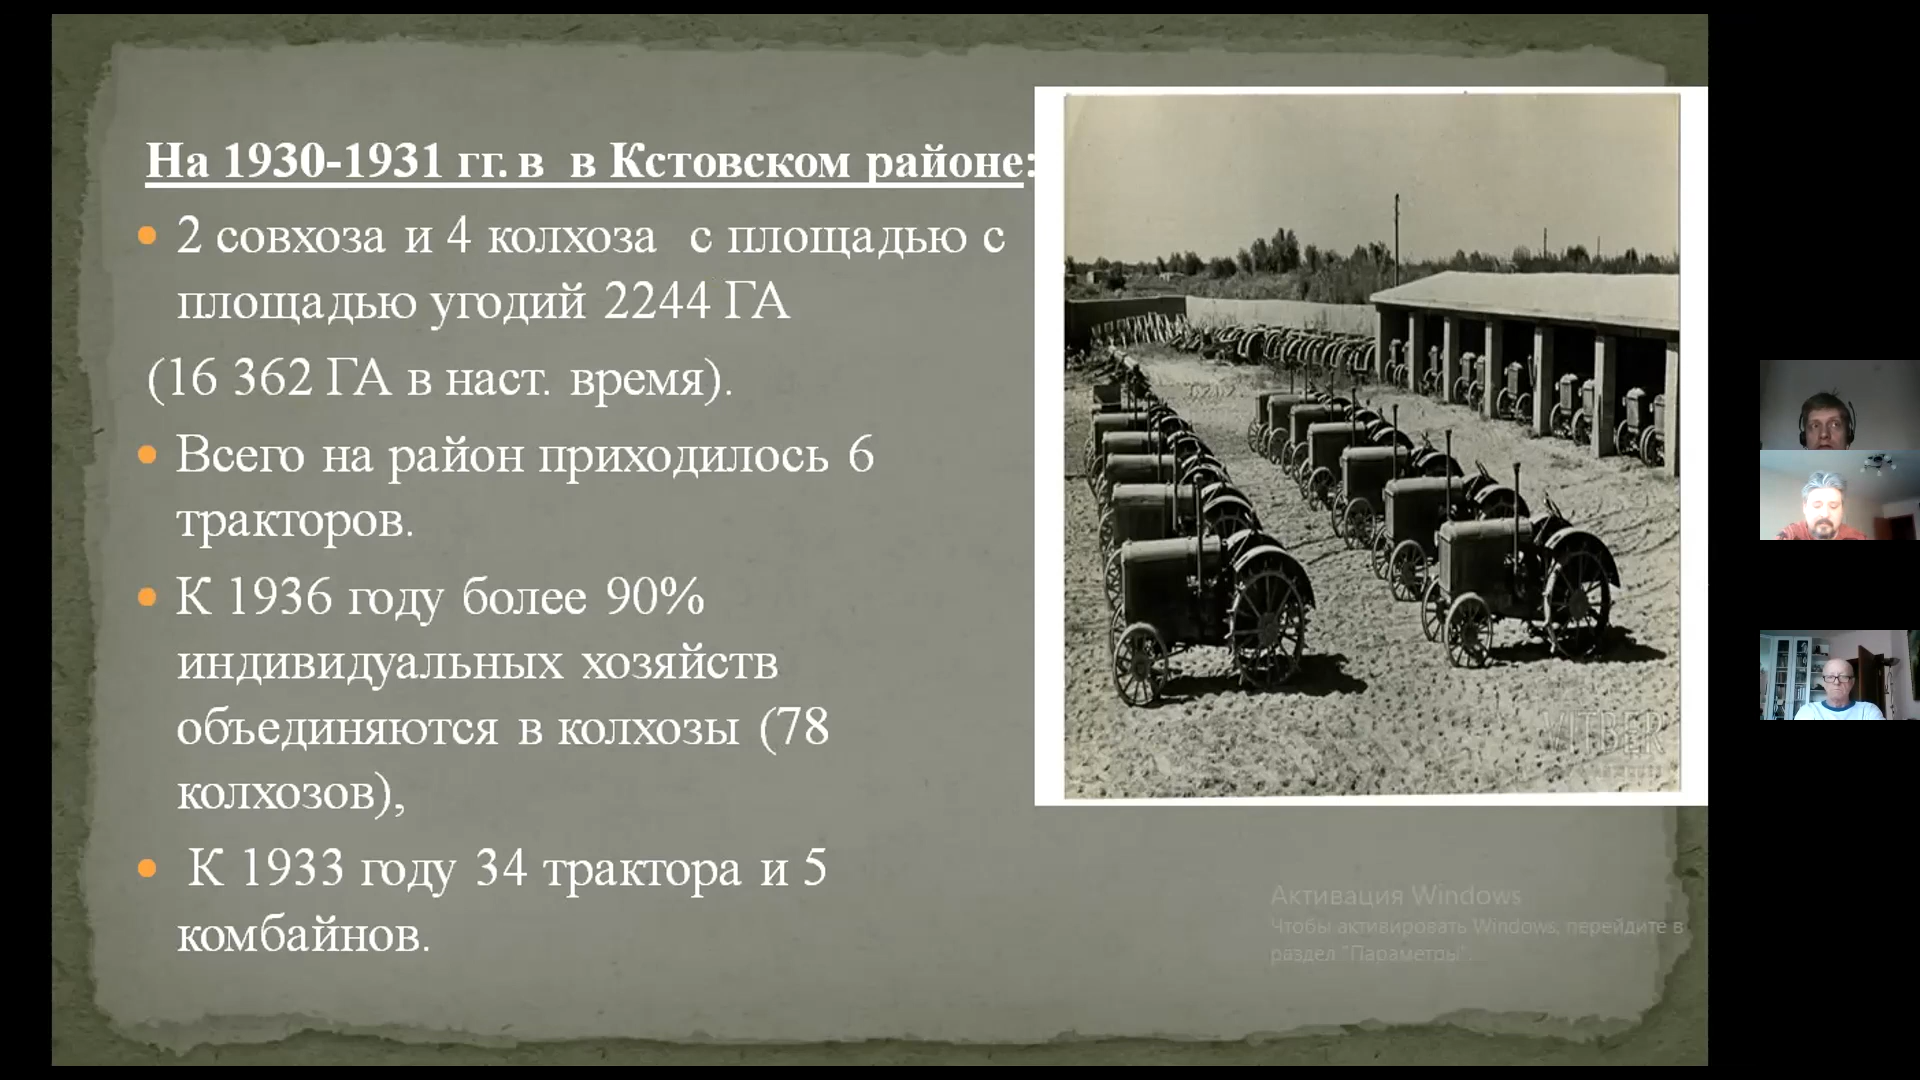 На 1930-1931 гг. в  в Кстовском районе:
2 совхоза и 4 колхоза  с площадью с
площадью угодий 2244 ГА
(16 362 ГА в наст. время).
Всего на район приходилось 6
тракторов.
К 1936 году более 90%
индивидуальных хозяйств
объединяются в колхозы (78
колхозов),
К 1933 году 34 трактора и 5
комбайнов.
VITBER
Активация Windows
Чтобы активировать Windows, перейдите в
раздел "Параметры".